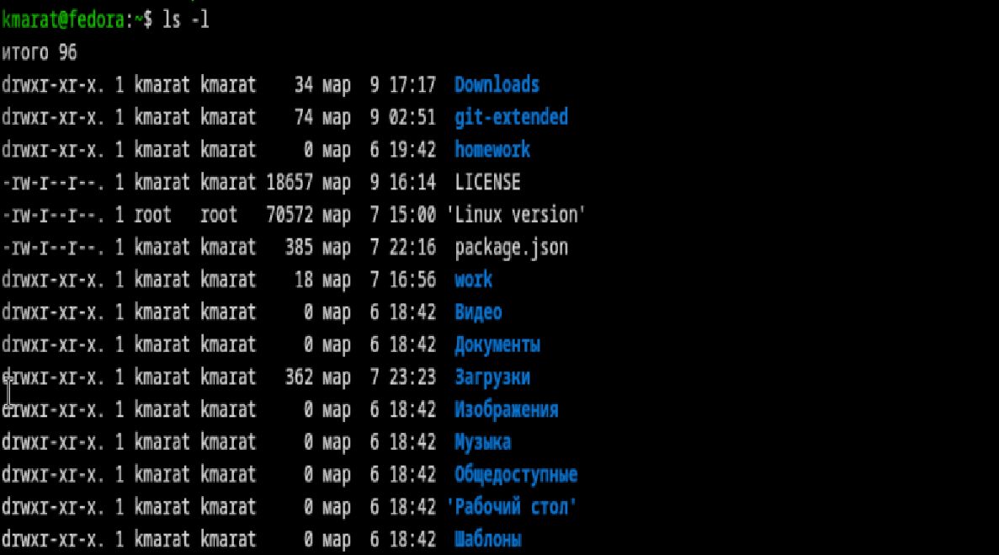 kmarat@fedora:~$ ls -l
итого 96
drwxr-xr-x. 1 kmarat kmarat    34 мар  9 17:17  Downloads
drwxr-xr-x. 1 kmarat kmarat    74 мар  9 02:51  git-extended
drwxr-xr-x. 1 kmarat kmarat     0 мар  6 19:42  homework
-rw-r--r--. 1 kmarat kmarat 18657 мар  9 16:14  LICENSE
-rw-r--r--. 1 root   root   70572 мар  7 15:00 'Linux version'
-rw-r--r--. 1 kmarat kmarat   385 мар  7 22:16  package.json
drwxr-xr-x. 1 kmarat kmarat    18 мар  7 16:56  work
drwxr-xr-x. 1 kmarat kmarat     0 мар  6 18:42  Видео
drwxr-xr-x. 1 kmarat kmarat     0 мар  6 18:42  Документы
drwxr-xr-x. 1 kmarat kmarat   362 мар  7 23:23  Загрузки
drwxr-xr-x. 1 kmarat kmarat     0 мар  6 18:42  Изображения
drwxr-xr-x. 1 kmarat kmarat     0 мар  6 18:42  Музыка
drwxr-xr-x. 1 kmarat kmarat     0 мар  6 18:42  Общедоступные
drwxr-xr-x. 1 kmarat kmarat     0 мар  6 18:42 'Рабочий стол'
drwxr-xr-x. 1 kmarat kmarat     0 мар  6 18:42  Шаблоны